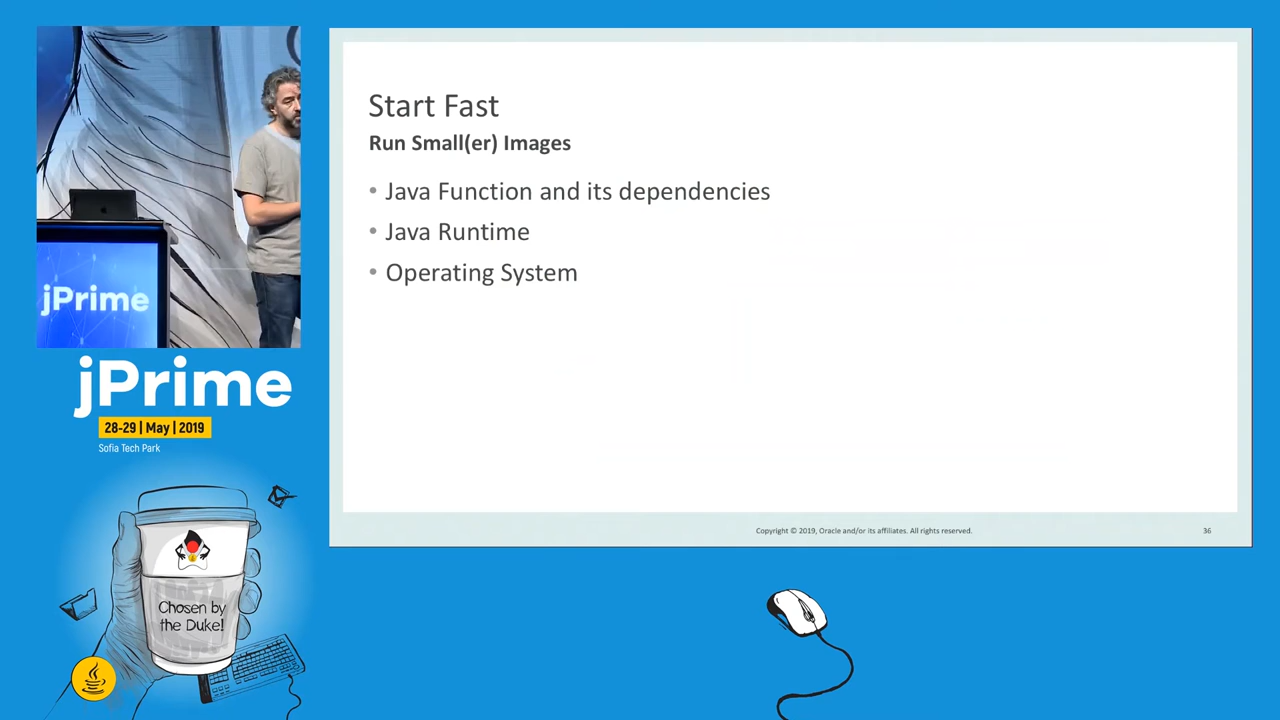 Start Fast
Run Small(er) Images
• Java Function and its dependencies
• Java Runtime
• Operating System
Copyright © 2019, Oracle and/or its affiliates. All rights reserved.
36
jPrime
jPrime
28-29 | May | 2019
Sofia Tech Park
Chosen by
the Duke!